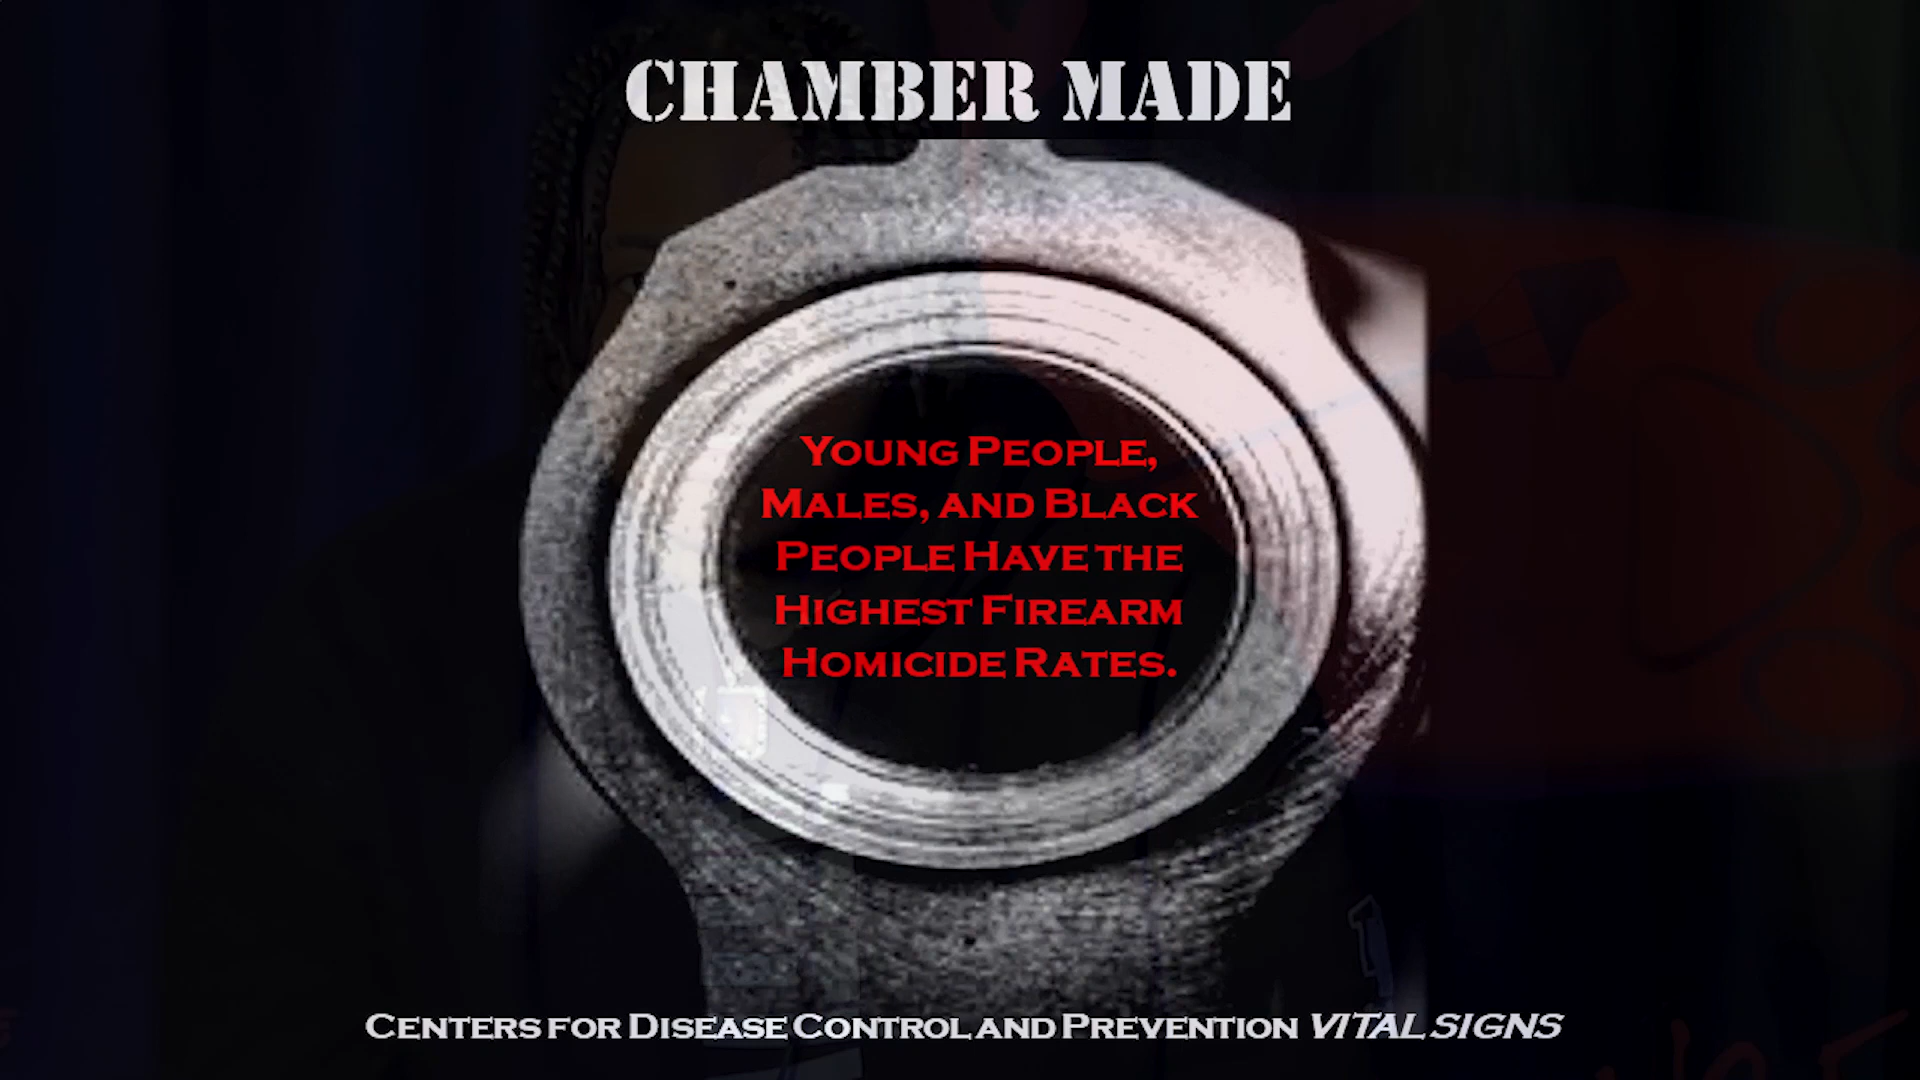 CHAMBER MADE
YOUNG PEOPLE,
MALES, AND BLACK
PEOPLE HAVE THE
HIGHEST FIREARM
HOMICIDE RATES.
CENTERS FOR DISEASE CONTROL AND PREVENTION VITAL SIGNS